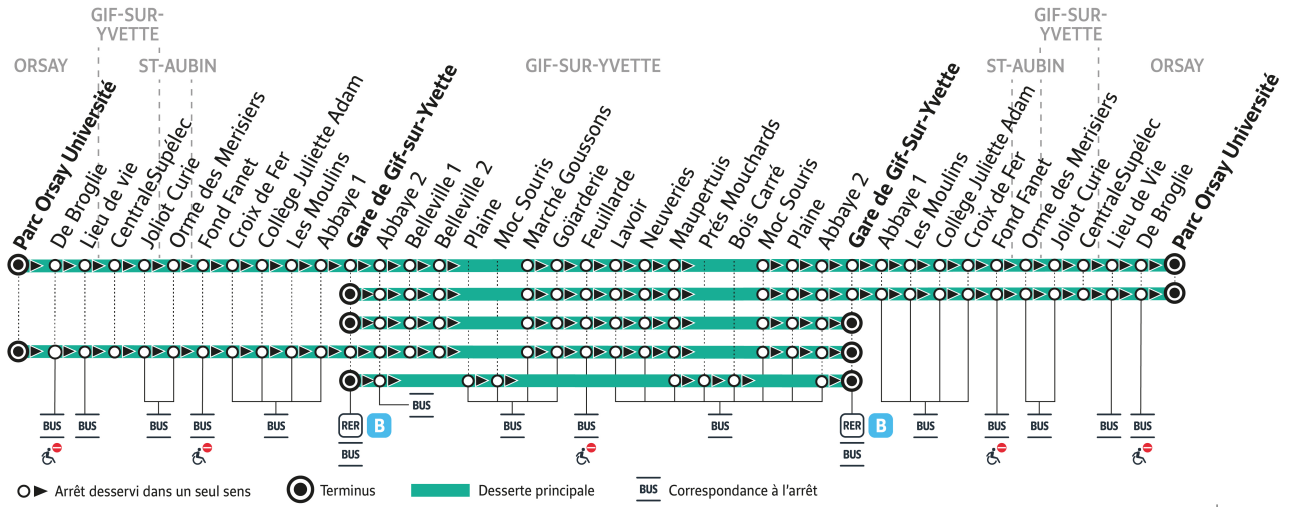 GIF-SUR-
YVETTE
ORSAY
ST-AUBIN
GIF-SUR-YVETTE
GIF-SUR-
YVETTE
ST-AUBIN
ORSAY
Parc Orsay Université
De Broglie
Lieu de vie
CentraleSupélec
Joliot Curie
Orme des Merisiers
Fond Fanet
Croix de Fer
Collège Juliette Adam
Les Moulins
Abbaye 1
Gare de Gif-sur-Yvette
Abbaye 2
Belleville 1
Belleville 2
Plaine
Moc Souris
Marché Goussons
Goiarderie
Feuillarde
Lavoir
Neuveries
Maupertuis
Prés Mouchards
Bois Carré
Moc Souris
Plaine
Abbaye 2
Gare de Gif-Sur-Yvette
Abbaye 1
Les Moulins
Collège Juliette Adam
Croix de Fer
Fond Fanet
Orme des Merisiers
Joliot Curie
CentraleSupélec
Lieu de Vie
De Broglie
Parc Orsay Université
BUS
BUS
BUS
BUS
BUS
RER B
BUS
BUS
BUS
BUS
BUS
RER B
BUS
BUS
BUS
BUS
BUS
BUS
Arrêt desservi dans un seul sens
Terminus
Desserte principale
BUS Correspondance à l'arrêt